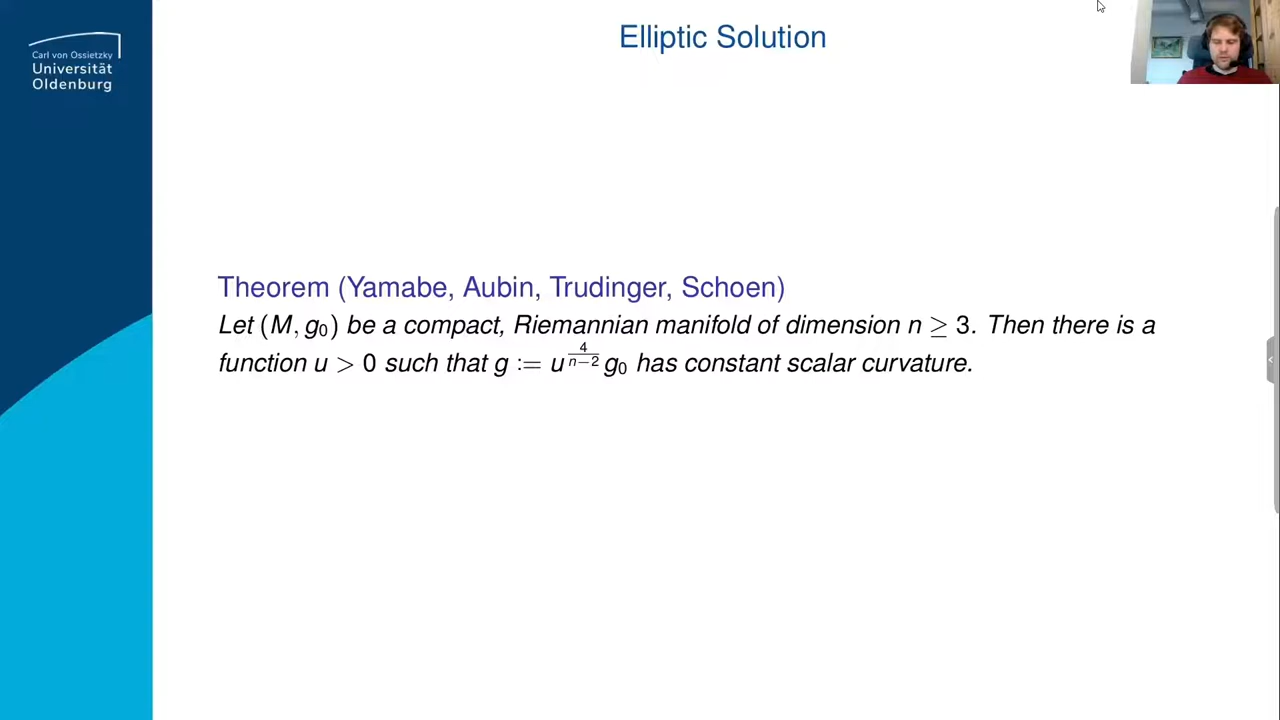 Carl von Ossietzky
Universität
Oldenburg
Elliptic Solution
Theorem (Yamabe, Aubin, Trudinger, Schoen)
Let (M, g₀) be a compact, Riemannian manifold of dimension n ≥ 3. Then there is a
function u > 0 such that g := u^{\frac{4}{n−2}} g₀ has constant scalar curvature.